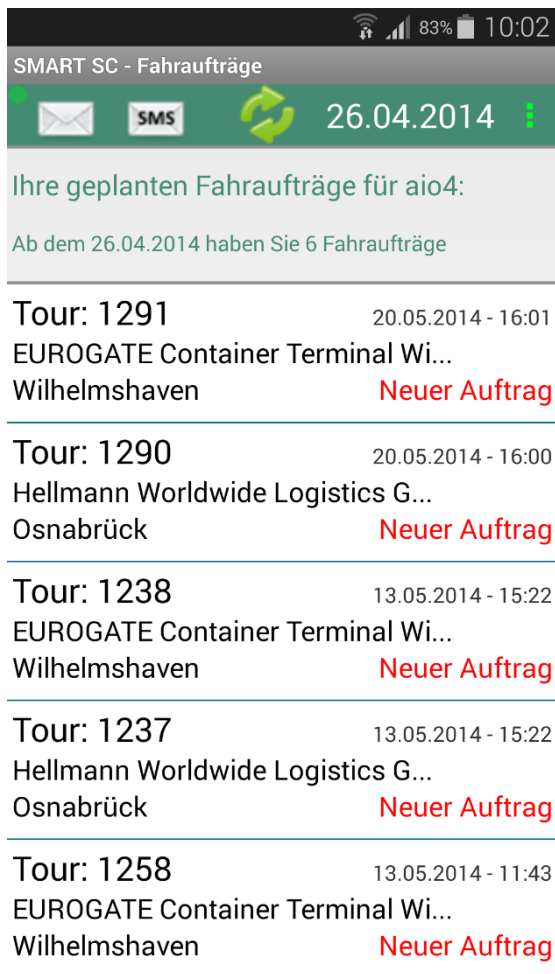 83% 10:02
SMART SC - Fahraufträge
SMS 26.04.2014
Ihre geplanten Fahraufträge für aio4:
Ab dem 26.04.2014 haben Sie 6 Fahraufträge
Tour: 1291 20.05.2014 - 16:01
EUROGATE Container Terminal Wi...
Wilhelmshaven Neuer Auftrag
Tour: 1290 20.05.2014 - 16:00
Hellmann Worldwide Logistics G...
Osnabrück Neuer Auftrag
Tour: 1238 13.05.2014 - 15:22
EUROGATE Container Terminal Wi...
Wilhelmshaven Neuer Auftrag
Tour: 1237 13.05.2014 - 15:22
Hellmann Worldwide Logistics G...
Osnabrück Neuer Auftrag
Tour: 1258 13.05.2014 - 11:43
EUROGATE Container Terminal Wi...
Wilhelmshaven Neuer Auftrag